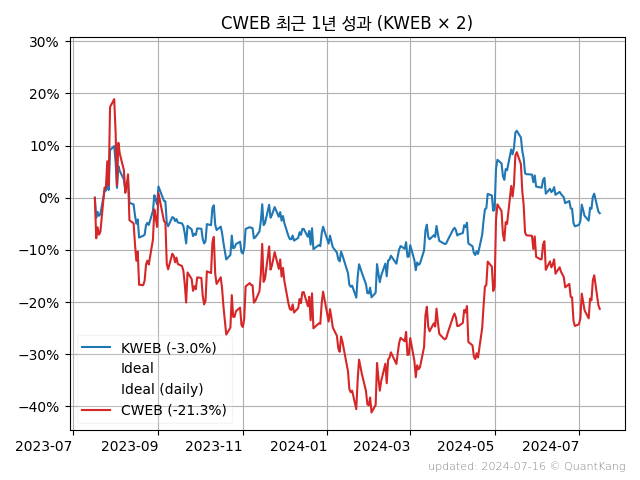 CWEB 최근 1년 성과 (KWEB × 2)
30%
20%
10%
0%
−10%
−20%
−30%
−40%
KWEB (-3.0%)
Ideal
Ideal (daily)
CWEB (-21.3%)
2023-07 2023-09 2023-11 2024-01 2024-03 2024-05 2024-07
updated: 2024-07-16 © QuantKang